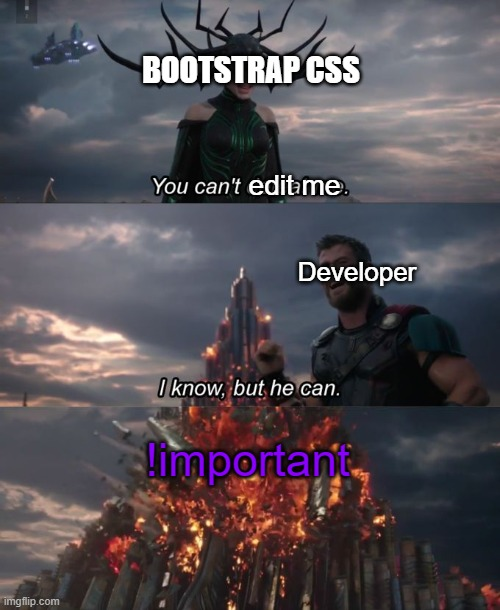 BOOTSTRAP CSS
You can't edit me.
Developer
I know, but he can.
!important
imgflip.com